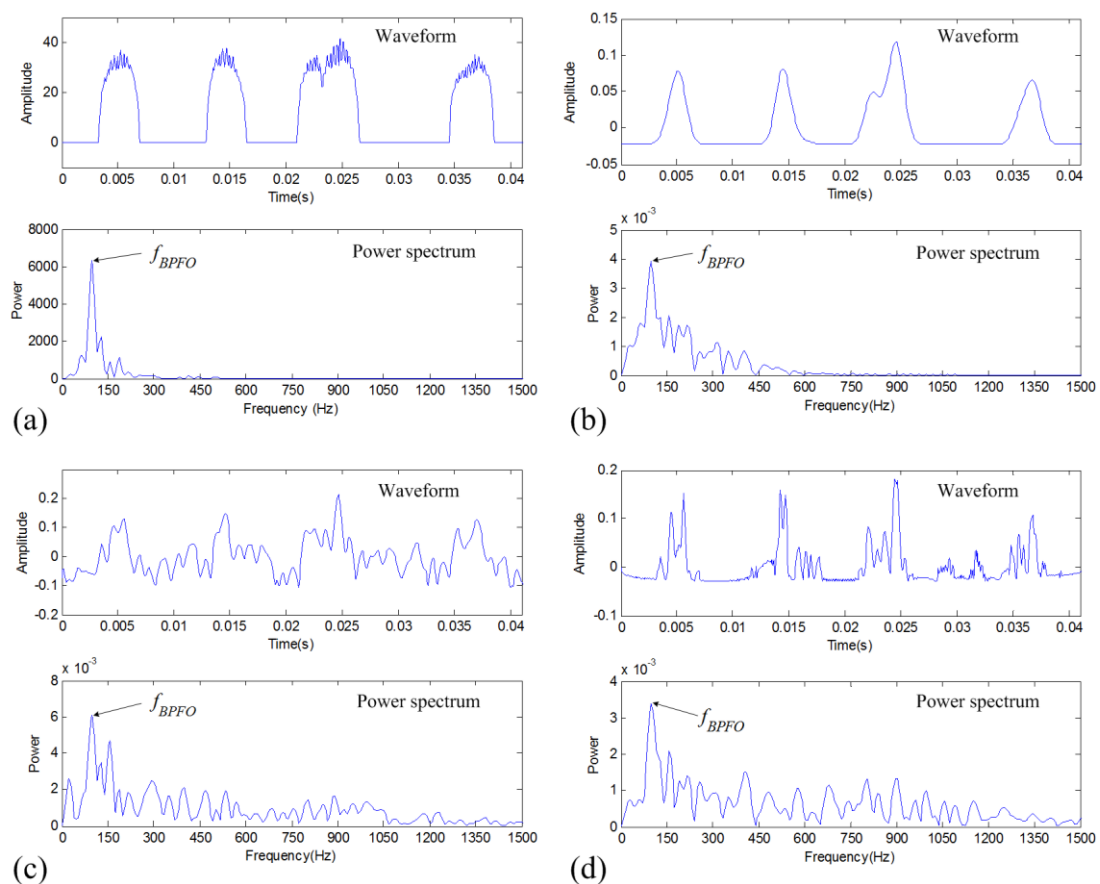 Waveform
Amplitude
40
20
0
0 0.005 0.01 0.015 0.02 0.025 0.03 0.035 0.04
Time(s)
Power spectrum
f_BPFO
Power
8000
6000
4000
2000
0
0 150 300 450 600 750 900 1050 1200 1350 1500
Frequency (Hz)
(a)
Waveform
Amplitude
0.15
0.1
0.05
0
-0.05
0 0.005 0.01 0.015 0.02 0.025 0.03 0.035 0.04
Time(s)
x 10^-3
Power spectrum
f_BPFO
Power
5
4
3
2
1
0
0 150 300 450 600 750 900 1050 1200 1350 1500
Frequency(Hz)
(b)
Waveform
Amplitude
0.2
0.1
0
-0.1
-0.2
0 0.005 0.01 0.015 0.02 0.025 0.03 0.035 0.04
Time(s)
x 10^-3
Power spectrum
f_BPFO
Power
8
6
4
2
0
0 150 300 450 600 750 900 1050 1200 1350 1500
Frequency(Hz)
(c)
Waveform
Amplitude
0.2
0.1
0
-0.1
0 0.005 0.01 0.015 0.02 0.025 0.03 0.035 0.04
Time(s)
x 10^-3
Power spectrum
f_BPFO
Power
4
3
2
1
0
0 150 300 450 600 750 900 1050 1200 1350 1500
Frequency(Hz)
(d)